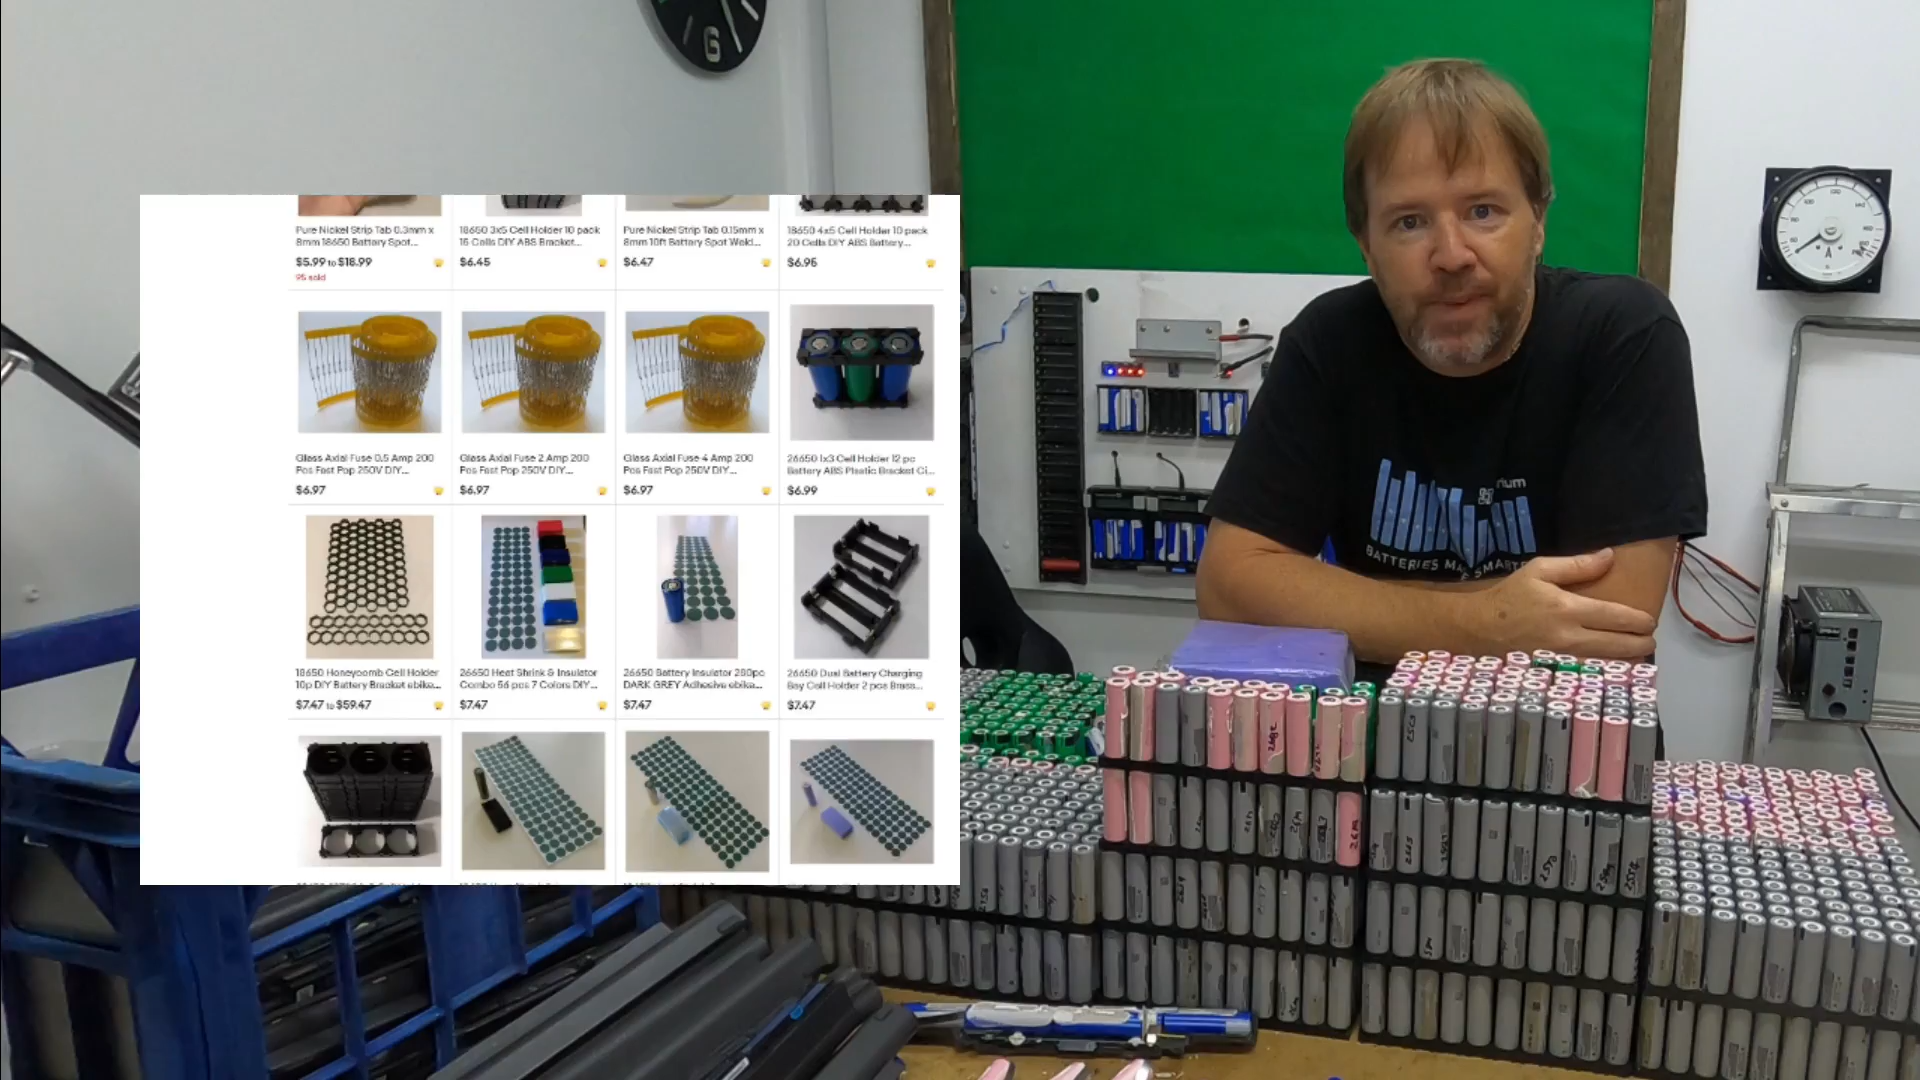 Pure Nickel Strip Tab 0.3mm x
8mm 18650 Battery Spot...
$5.99 to $18.99
95 sold
18650 3x5 Cell Holder 10 pack
15 Cells DIY ABS Bracket...
$6.45
Pure Nickel Strip Tab 0.15mm x
8mm 10ft Battery Spot Weld...
$6.47
18650 4x5 Cell Holder 10 pack
20 Cells DIY ABS Battery...
$6.95
Glass Axial Fuse 0.5 Amp 200
Pcs Fast Pop 250V DIY...
$6.97
Glass Axial Fuse 2 Amp 200
Pcs Fast Pop 250V DIY...
$6.97
Glass Axial Fuse 4 Amp 200
Pcs Fast Pop 250V DIY...
$6.97
26650 1x3 Cell Holder 12 pc
Battery ABS Plastic Bracket Ci...
$6.99
18650 Honeycomb Cell Holder
10p DIY Battery Bracket ebike...
$7.47 to $59.47
26650 Heat Shrink & Insulator
Combo 56 pcs 7 Colors DIY...
$7.47
26650 Battery Insulator 280pc
DARK GREY Adhesive ebike...
$7.47
26650 Dual Battery Charging
Bay Cell Holder 2 pcs Brass...
$7.47
BATTERIES
A